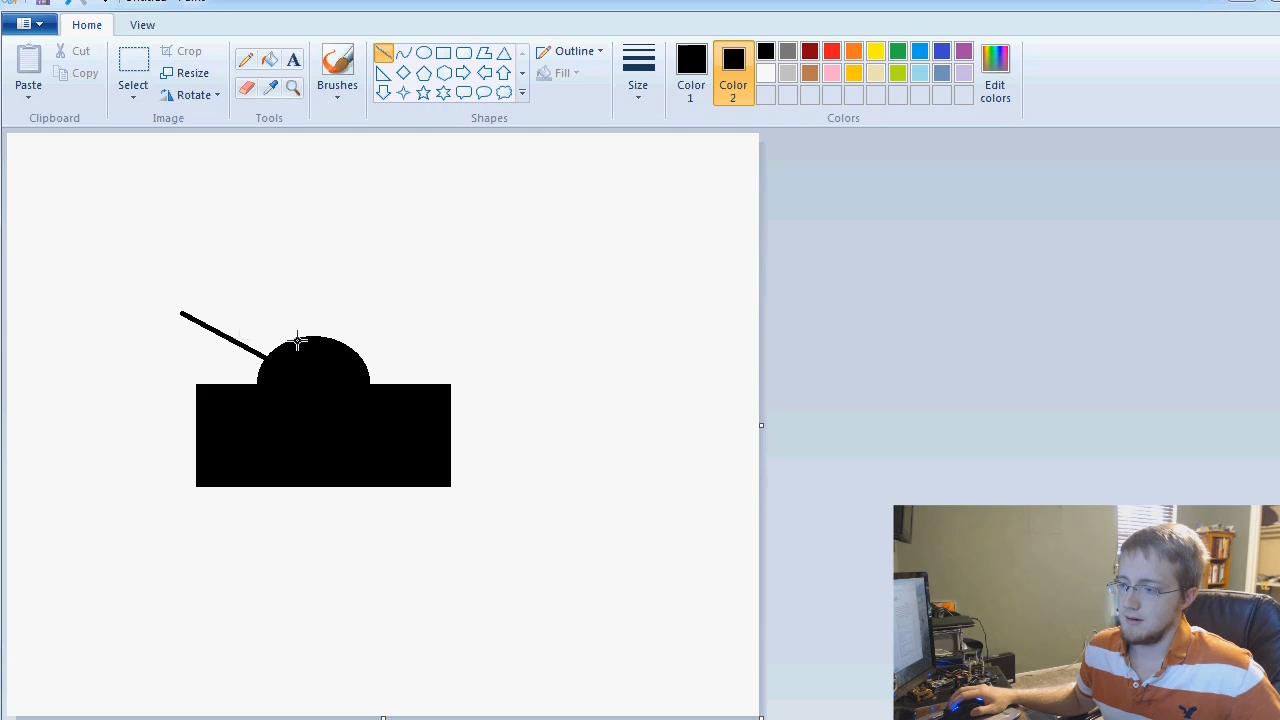 Home
View
Cut
Copy
Paste
Clipboard
Crop
Resize
Rotate
Select
Image
Tools
Brushes
Outline
Fill
Shapes
Size
Color 1
Color 2
Edit colors
Colors